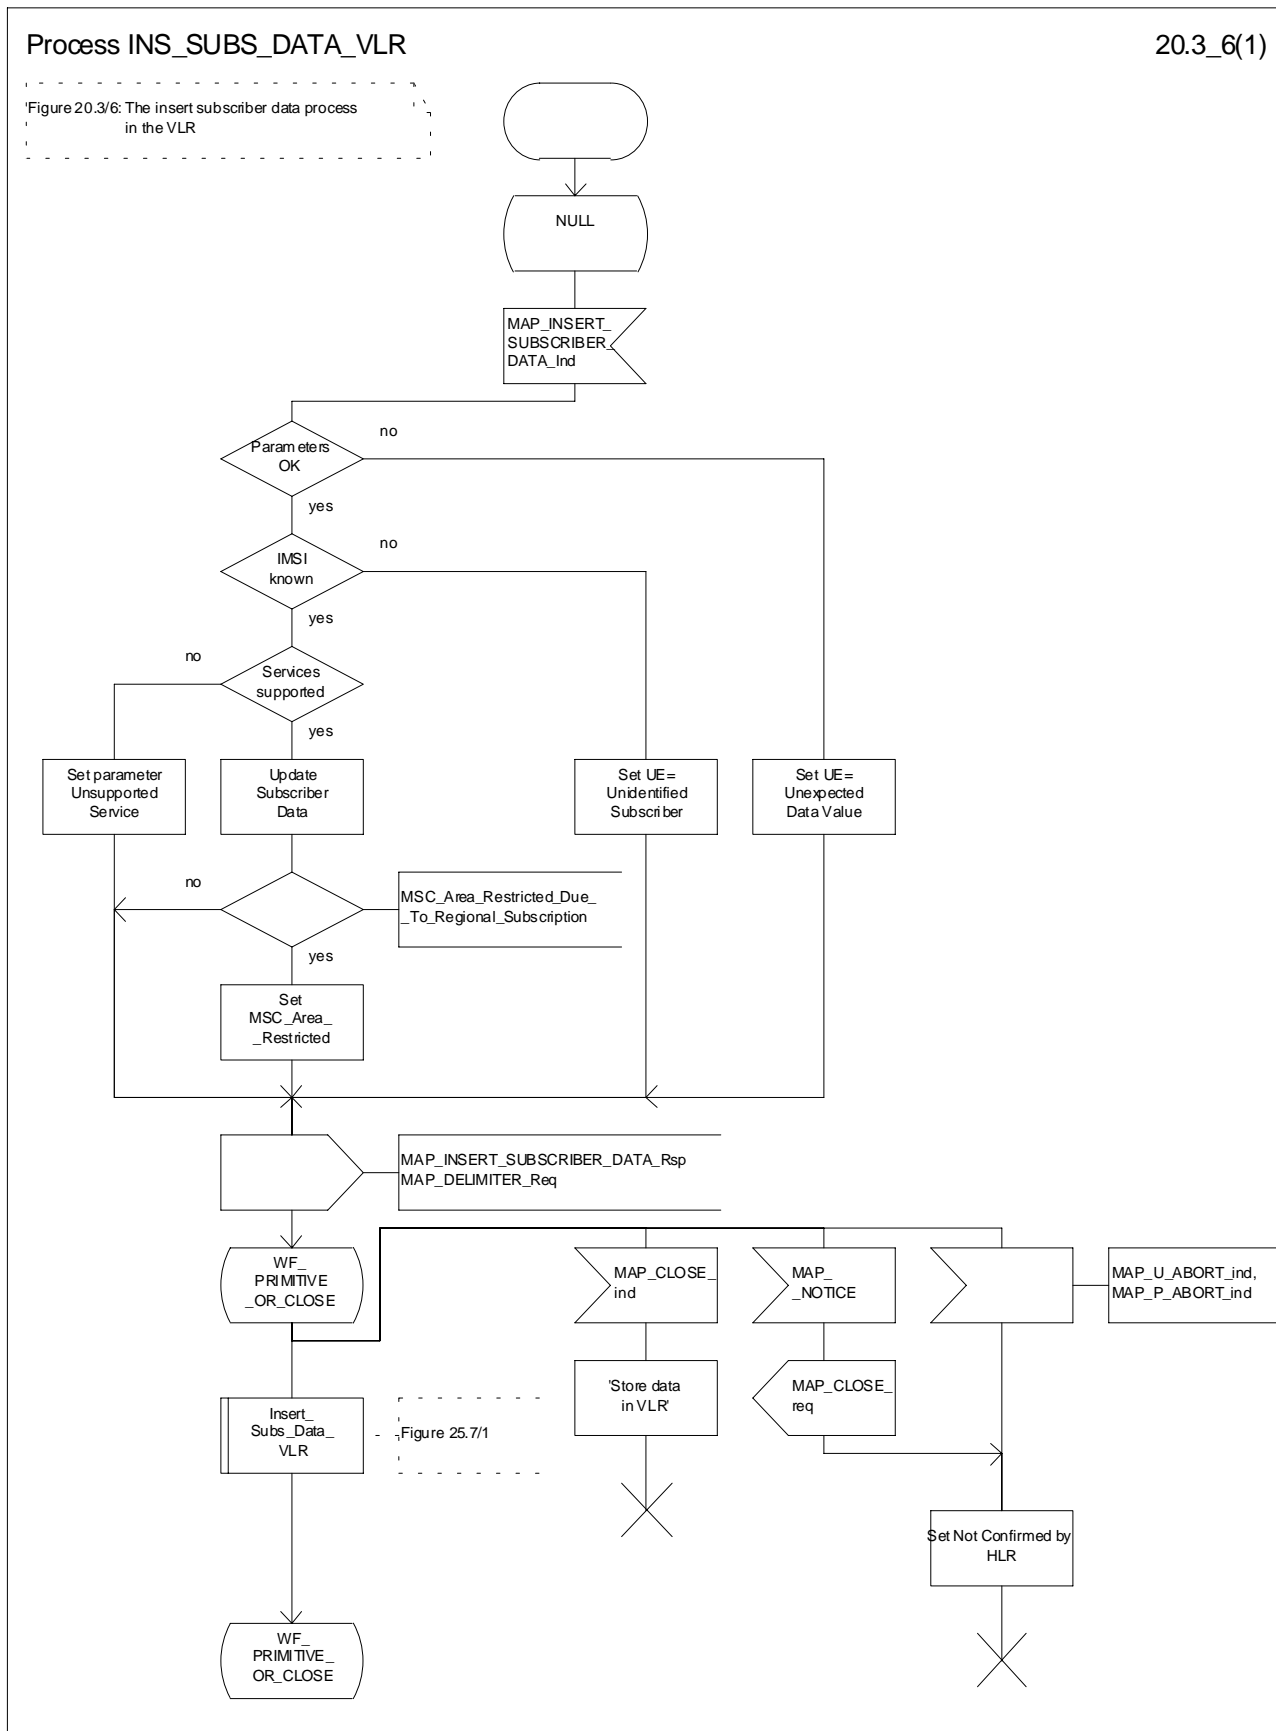 Process INS_SUBS_DATA_VLR
20.3_6(1)
'Figure 20.3/6: The insert subscriber data process
in the VLR
NULL
MAP_INSERT_
SUBSCRIBER_
DATA_Ind
Parameters
OK
no
yes
IMSI
known
no
yes
no
Services
supported
yes
Set parameter
Unsupported
Service
Update
Subscriber
Data
Set UE=
Unidentified
Subscriber
Set UE=
Unexpected
Data Value
no
MSC_Area_Restricted_Due_
_To_Regional_Subscription
yes
Set
MSC_Area_
_Restricted
MAP_INSERT_SUBSCRIBER_DATA_Rsp
MAP_DELIMITER_Req
WF_
PRIMITIVE
_OR_CLOSE
MAP_CLOSE_
ind
MAP_
_NOTICE
MAP_U_ABORT_ind,
MAP_P_ABORT_ind
'Store data
in VLR'
MAP_CLOSE_
req
Insert_
Subs_Data_
VLR
Figure 25.7/1
Set Not Confirmed by
HLR
WF_
PRIMITIVE_
OR_CLOSE